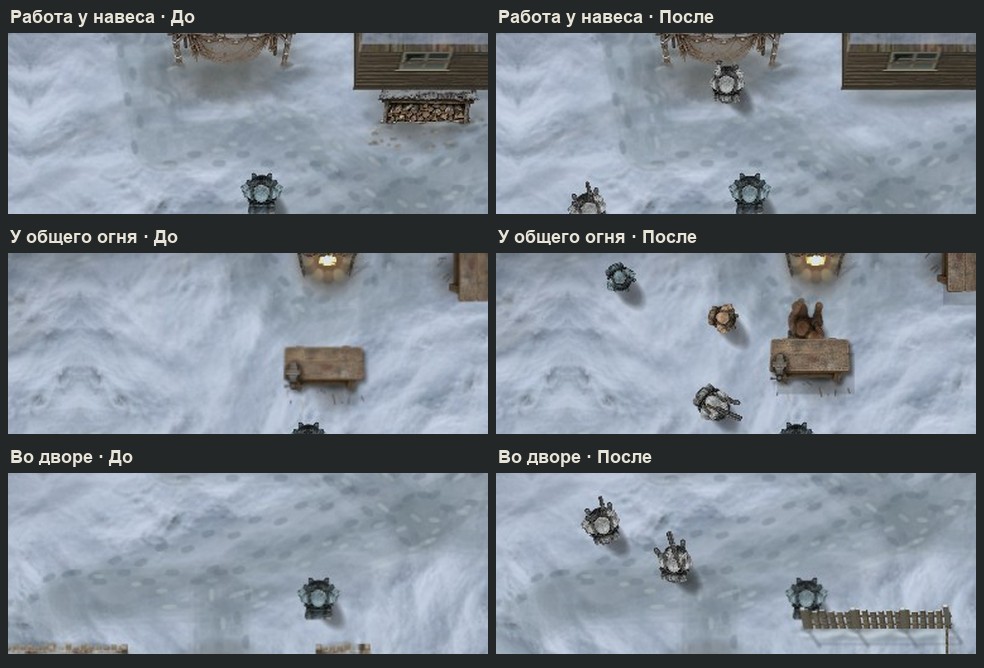 Работа у навеса · До
Работа у навеса · После
У общего огня · До
У общего огня · После
Во дворе · До
Во дворе · После